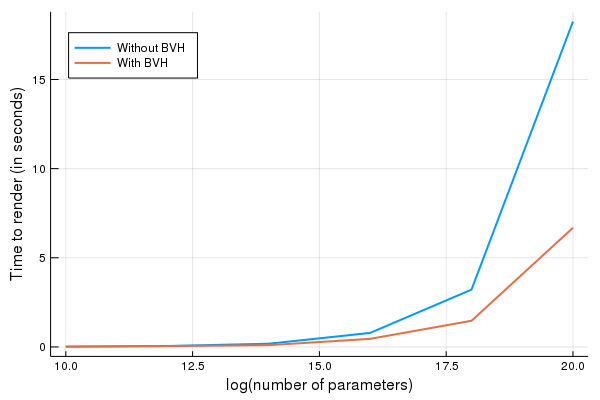 Without BVH
With BVH
Time to render (in seconds)
15
10
5
0
10.0 12.5 15.0 17.5 20.0
log(number of parameters)